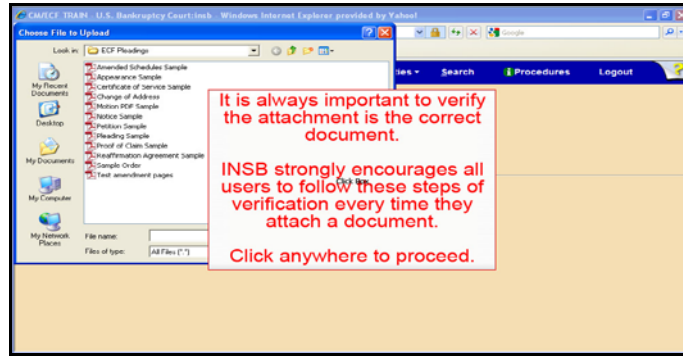 CM/ECF TRAIN - U.S. Bankruptcy Court:insb - Windows Internet Explorer provided by Yahoo!
Choose File to Upload
Look in: ECF Pleadings
Google
My Recent Documents
Desktop
My Documents
My Computer
My Network Places
Amended Schedules Sample
Appearance Sample
Certificate of Service Sample
Change of Address
Motion PDF Sample
Notice Sample
Petition Sample
Pleading Sample
Proof of Claim Sample
Reaffirmation Agreement Sample
Sample Order
Test amendment pages
File name:
Files of type: All Files (*.*)
ties Search Procedures Logout ?
It is always important to verify
the attachment is the correct
document.
INSB strongly encourages all
users to follow these steps of
verification every time they
attach a document.
Click Box
Click anywhere to proceed.